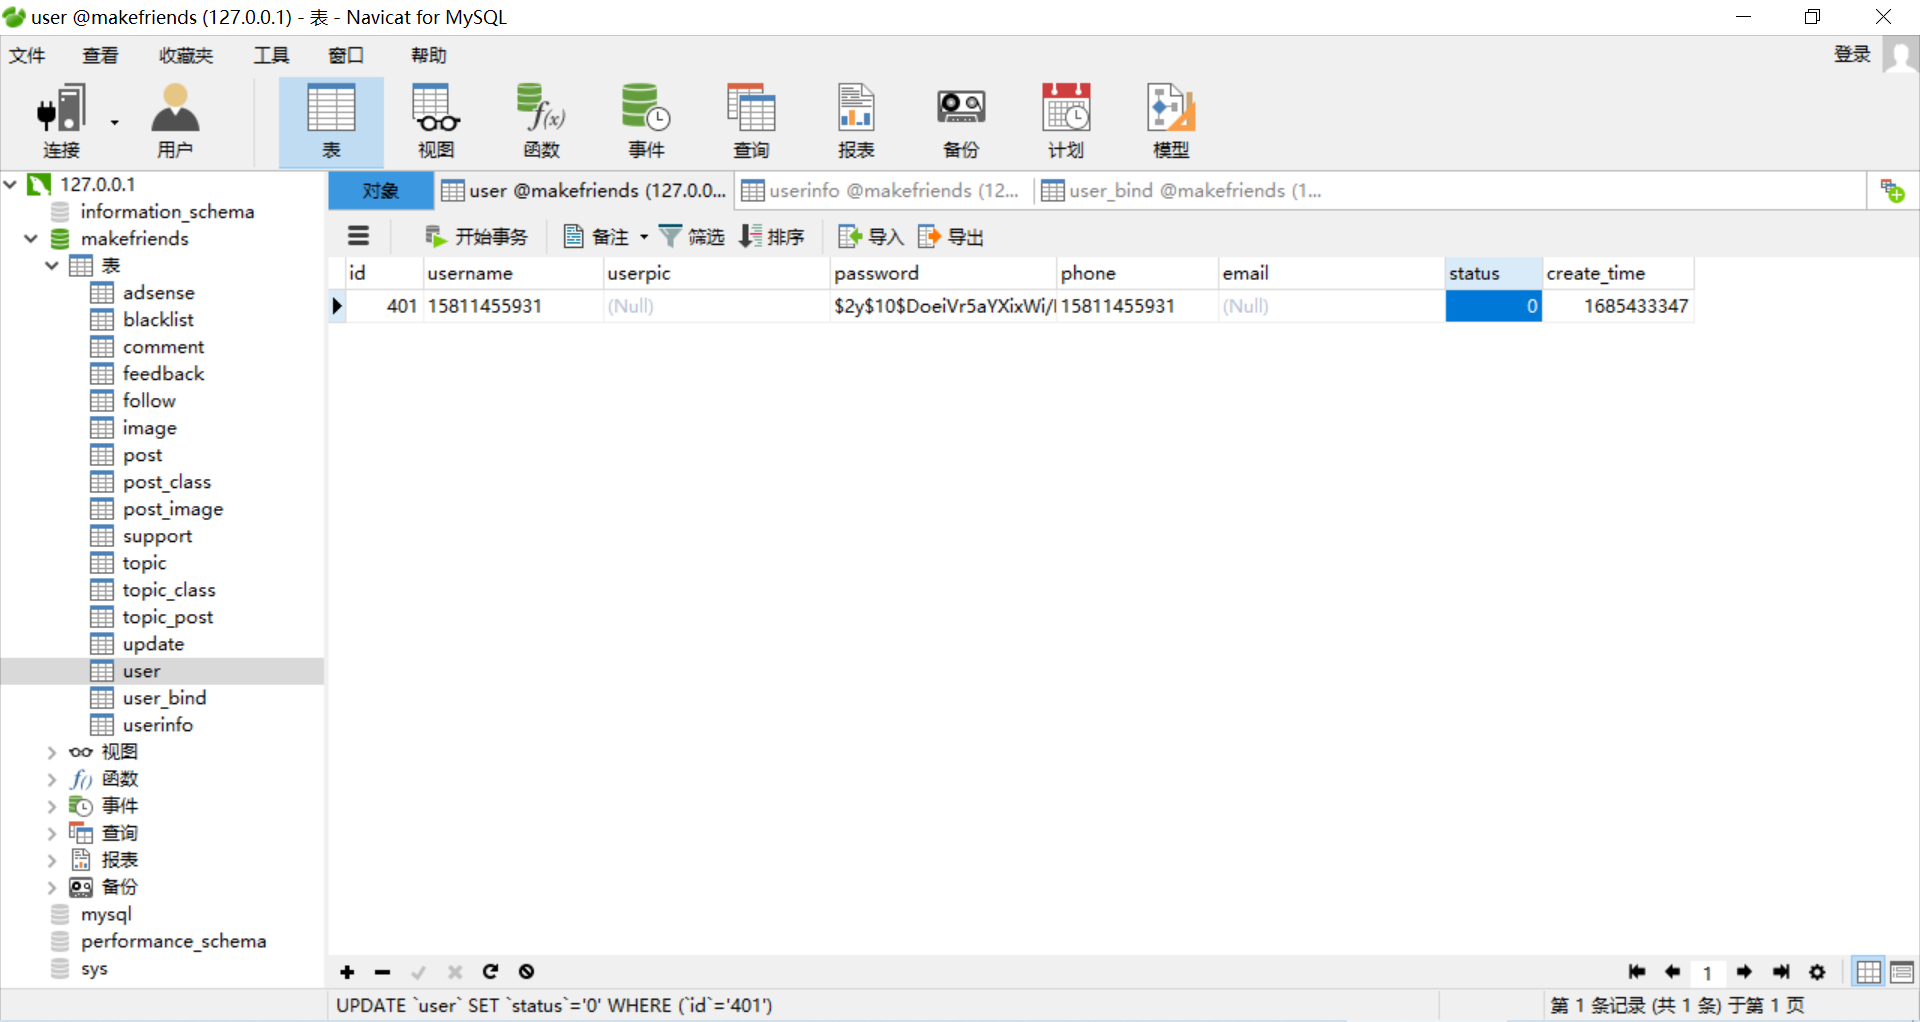 user @makefriends (127.0.0.1) - 表 - Navicat for MySQL
文件 查看 收藏夹 工具 窗口 帮助 登录
连接 用户 表 视图 函数 事件 查询 报表 备份 计划 模型
对象 user @makefriends (127.0.0... userinfo @makefriends (12... user_bind @makefriends (1...
开始事务 备注 筛选 排序 导入 导出
id username userpic password phone email status create_time
401 15811455931 (Null) $2y$10$DoeiVr5aYXixWi/ 15811455931 (Null) 0 1685433347
127.0.0.1
information_schema
makefriends
表
adsense
blacklist
comment
feedback
follow
image
post
post_class
post_image
support
topic
topic_class
topic_post
update
user
user_bind
userinfo
视图
函数
事件
查询
报表
备份
mysql
performance_schema
sys
1
UPDATE `user` SET `status`='0' WHERE (`id`='401')
第 1 条记录 (共 1 条) 于第 1 页